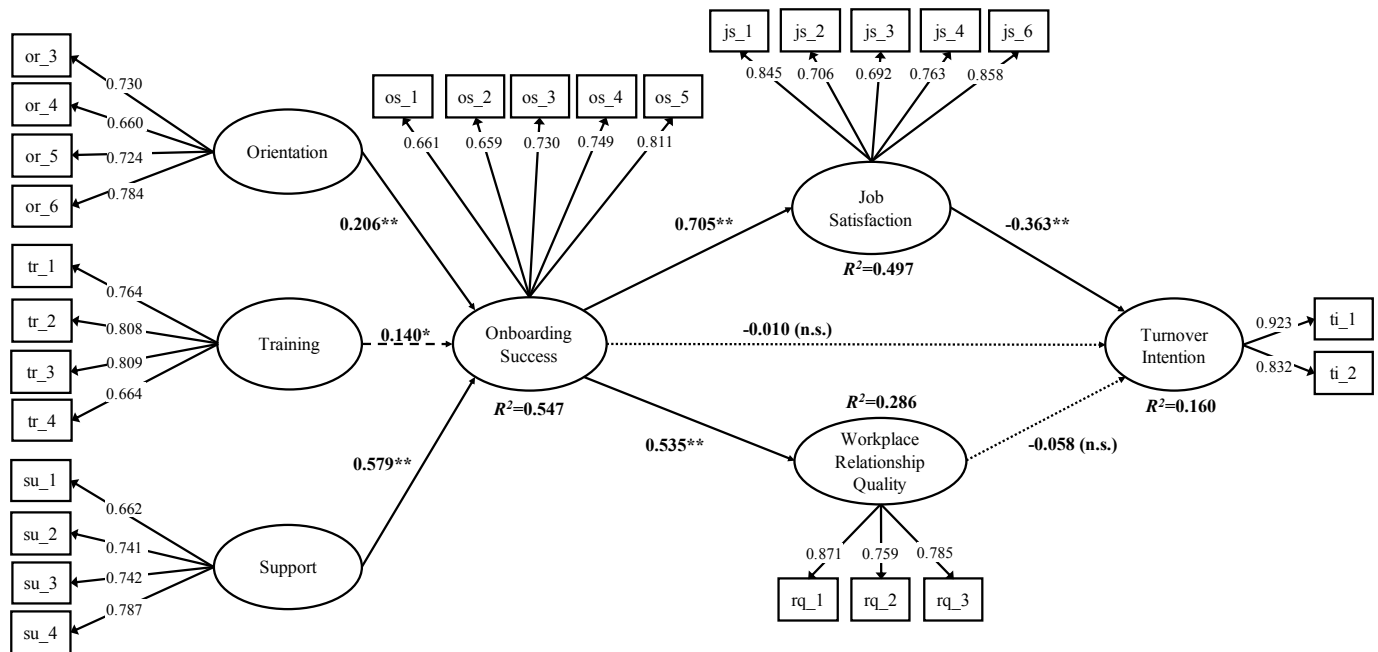 js_1
js_2
js_3
js_4
js_6
0.845
0.706
0.692
0.763
0.858
or_3
or_4
or_5
or_6
0.730
0.660
0.724
0.784
Orientation
os_1
os_2
os_3
os_4
os_5
0.661
0.659
0.730
0.749
0.811
Job
Satisfaction
R²=0.497
0.206**
0.705**
-0.363**
tr_1
tr_2
tr_3
tr_4
0.764
0.808
0.809
0.664
Training
0.140*
Onboarding
Success
R²=0.547
-0.010 (n.s.)
Turnover
Intention
R²=0.160
0.923
0.832
ti_1
ti_2
0.579**
0.535**
R²=0.286
Workplace
Relationship
Quality
-0.058 (n.s.)
su_1
su_2
su_3
su_4
0.662
0.741
0.742
0.787
Support
0.871
0.759
0.785
rq_1
rq_2
rq_3